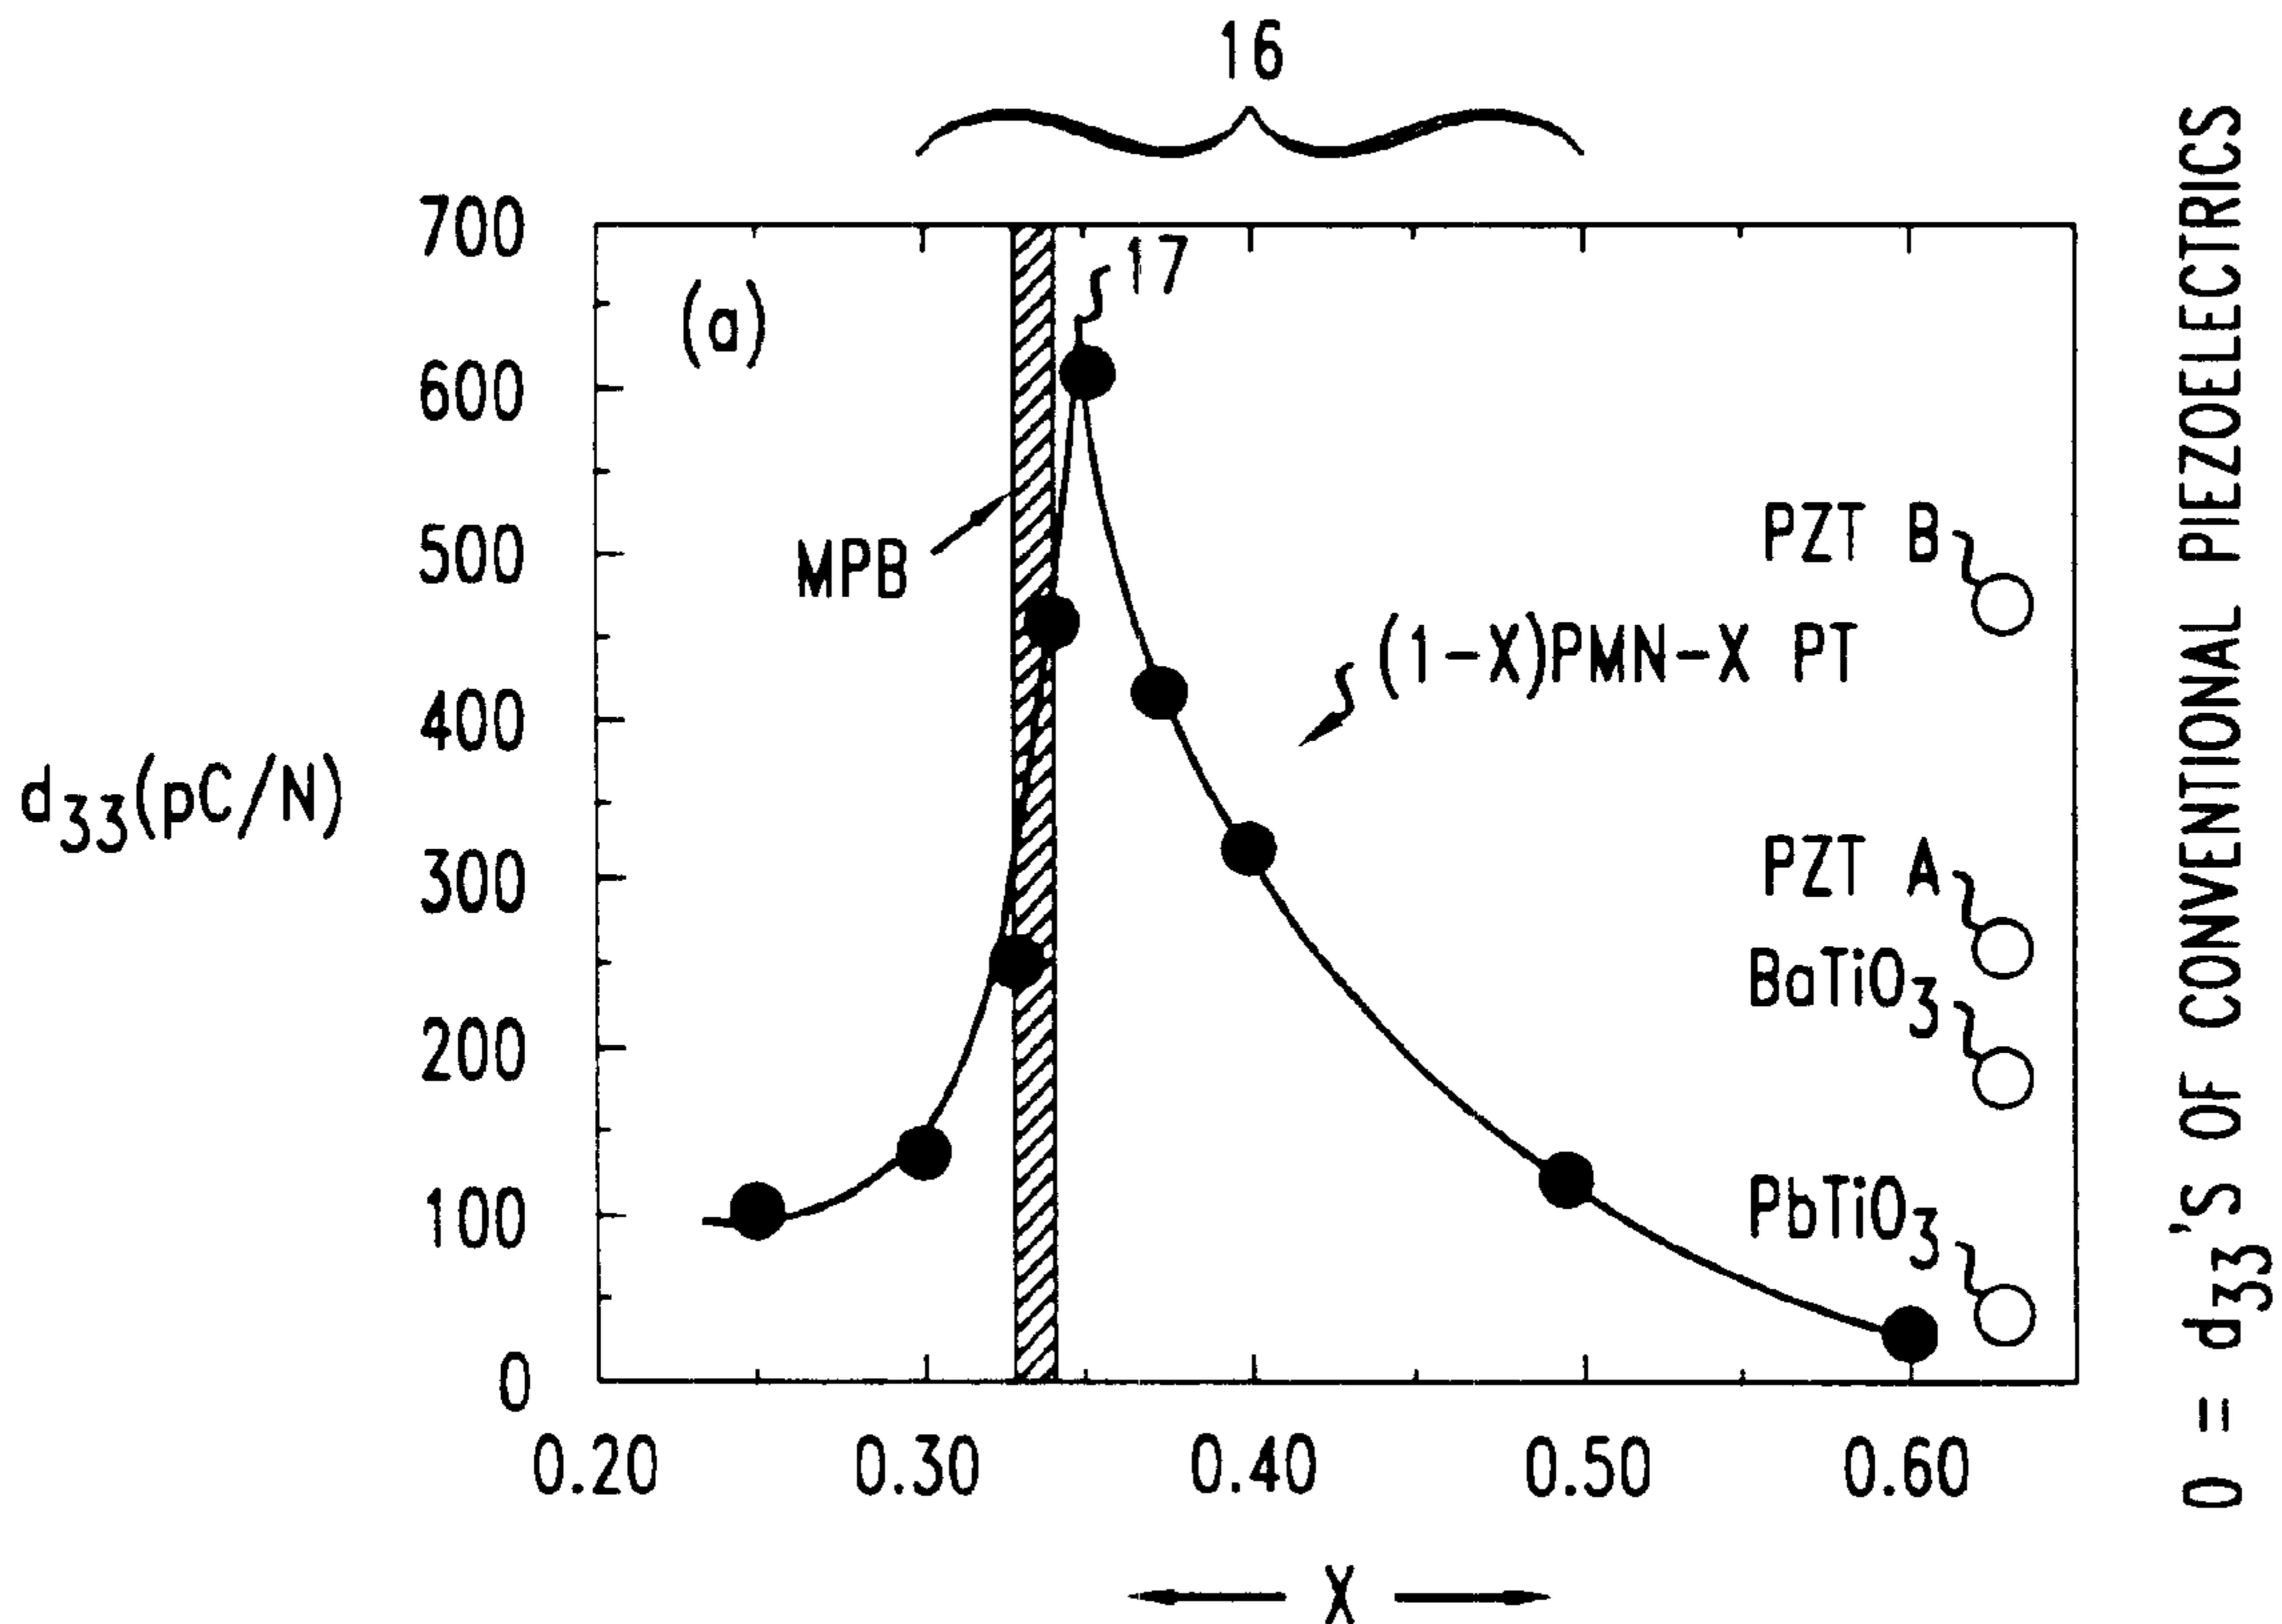 16
700
(a)
17
600
PZT B
500
MPB
(1-X)PMN-X PT
400
d33(pC/N)
PZT A
300
BaTiO3
200
PbTiO3
100
0
0.20 0.30 0.40 0.50 0.60
X
O = d33'S OF CONVENTIONAL PIEZOELECTRICS